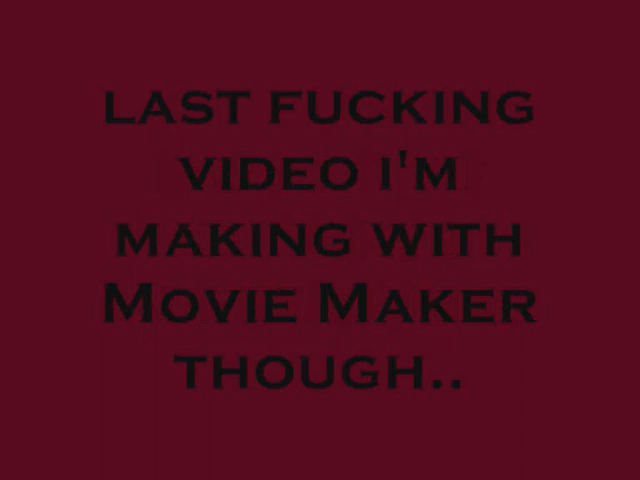 LAST FUCKING
VIDEO I'M
MAKING WITH
MOVIE MAKER
THOUGH..